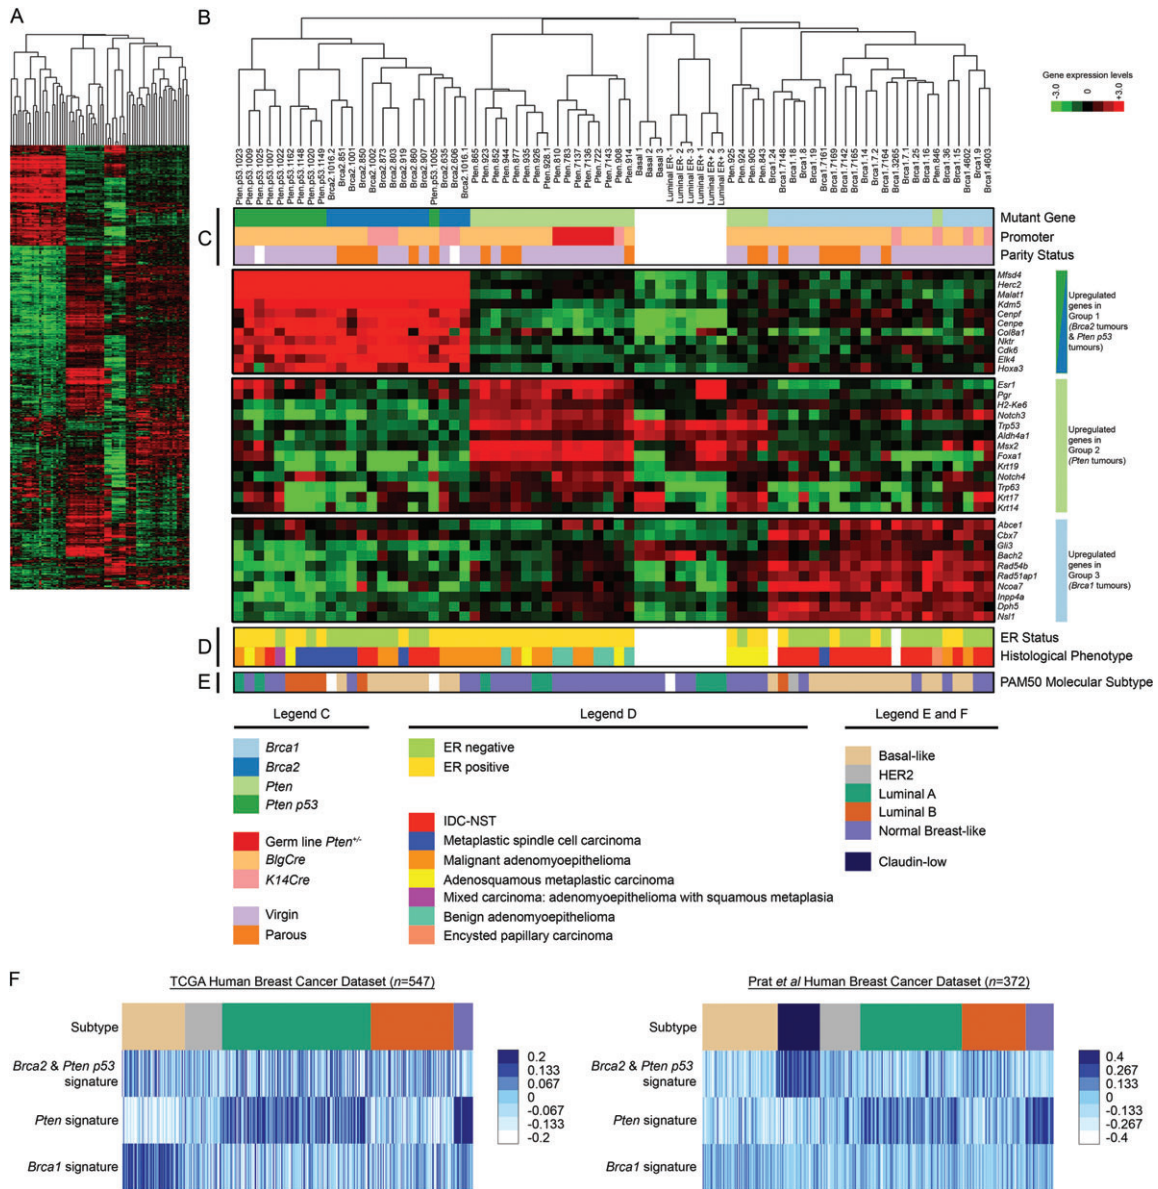 A
B
Gene expression levels
-3.0
0
+3.0
Pten.p53.1023
Pten.p53.1009
Pten.p53.1025
Pten.p53.1007
Pten.p53.1022
Pten.p53.1162
Pten.p53.1148
Pten.p53.1020
Pten.p53.1149
Brca2.1016.2
Brca2.851
Brca2.1001
Brca2.850
Brca2.1002
Brca2.873
Brca2.803
Brca2.919
Brca2.860
Brca2.907
Pten.p53.1005
Brca2.635
Brca2.606
Brca2.1016.1
Pten.865
Pten.923
Pten.852
Pten.944
Pten.877
Pten.935
Pten.926
Pten.928.1
Pten.810
Pten.783
Pten.7137
Pten.7136
Pten.722
Pten.7143
Pten.908
Pten.914
Basal 1
Basal 2
Basal 3
Luminal ER- 1
Luminal ER- 2
Luminal ER- 3
Luminal ER+ 1
Luminal ER+ 2
Luminal ER+ 3
Pten.925
Pten.924
Pten.905
Pten.843
Brca1.24
Brca1.7148
Brca1.18
Brca1.8
Brca1.19
Brca1.7161
Brca1.7169
Brca1.7142
Brca1.7165
Brca1.14
Brca1.7.2
Brca1.7164
Brca1.3265
Brca1.7.1
Brca1.16
Pten.846
Brca1.36
Brca1.15
Brca1.4602
Brca1.9
Brca1.4603
C
Mutant Gene
Promoter
Parity Status
Mfsd4
Herc2
Malat1
Kdm5
Cenpf
Cenpe
Col8a1
Nktr
Cdk6
Elk4
Hoxa3
Upregulated
genes in
Group 1
(Brca2 tumours
& Pten p53
tumours)
Esr1
Pgr
H2-Ke6
Notch3
Trp53
Aldh4a1
Msx2
Foxa1
Krt19
Notch4
Trp63
Krt17
Krt14
Upregulated
genes in
Group 2
(Pten tumours)
Abce1
Cbx7
Gli3
Bach2
Rad54b
Rad51ap1
Ncoa7
Inpp4a
Dph5
Nsl1
Upregulated
genes in
Group 3
(Brca1 tumours)
D
ER Status
Histological Phenotype
E
PAM50 Molecular Subtype
Legend C
Brca1
Brca2
Pten
Pten p53
Germ line Pten+/-
BlgCre
K14Cre
Virgin
Parous
Legend D
ER negative
ER positive
IDC-NST
Metaplastic spindle cell carcinoma
Malignant adenomyoepithelioma
Adenosquamous metaplastic carcinoma
Mixed carcinoma: adenomyoepithelioma with squamous metaplasia
Benign adenomyoepithelioma
Encysted papillary carcinoma
Legend E and F
Basal-like
HER2
Luminal A
Luminal B
Normal Breast-like
Claudin-low
F
TCGA Human Breast Cancer Dataset (n=547)
Subtype
Brca2 & Pten p53
signature
Pten signature
Brca1 signature
0.2
0.133
0.067
0
-0.067
-0.133
-0.2
Prat et al Human Breast Cancer Dataset (n=372)
Subtype
Brca2 & Pten p53
signature
Pten signature
Brca1 signature
0.4
0.267
0.133
0
-0.133
-0.267
-0.4